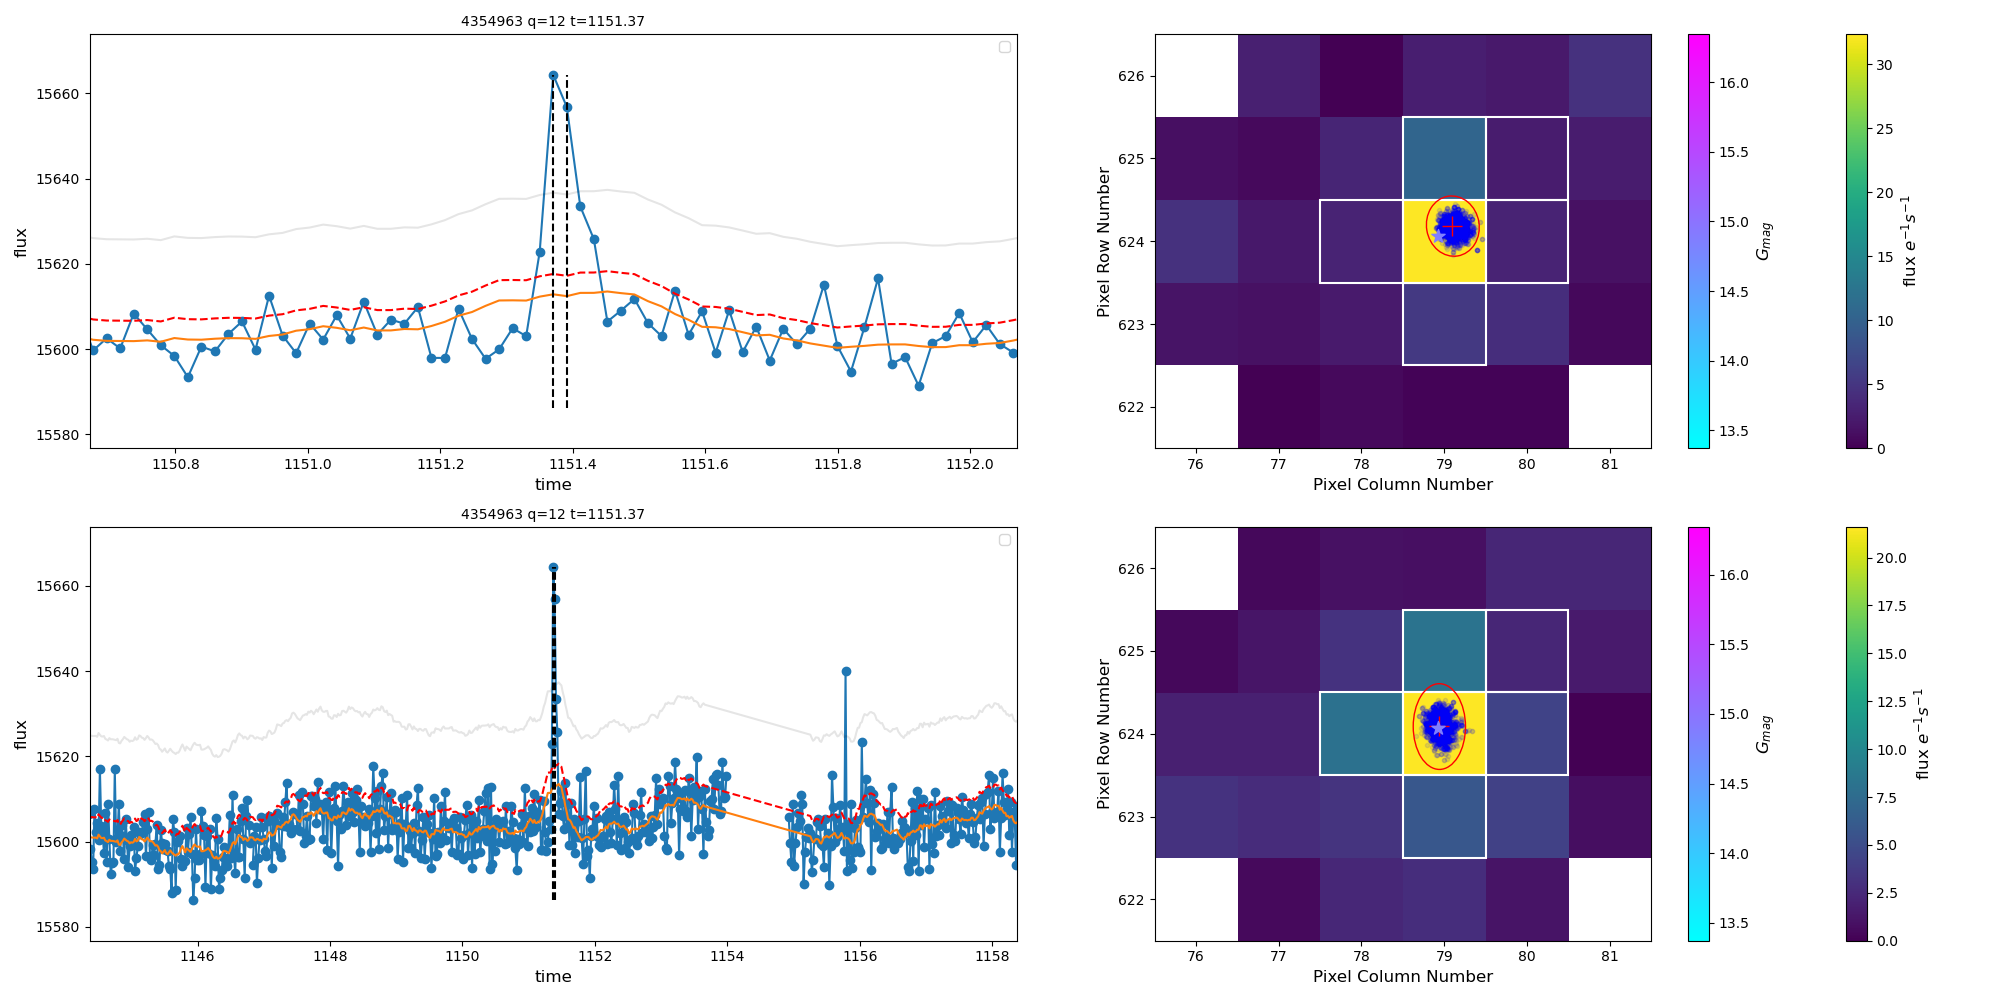 4354963 q=12 t=1151.37
flux
15660
15640
15620
15600
15580
1150.8 1151.0 1151.2 1151.4 1151.6 1151.8 1152.0
time
Pixel Row Number
626
625
624
623
622
76 77 78 79 80 81
Pixel Column Number
16.0
15.5
15.0
14.5
14.0
13.5
G_mag
30
25
20
15
10
5
0
flux e⁻¹s⁻¹
4354963 q=12 t=1151.37
flux
15660
15640
15620
15600
15580
1146 1148 1150 1152 1154 1156 1158
time
Pixel Row Number
626
625
624
623
622
76 77 78 79 80 81
Pixel Column Number
16.0
15.5
15.0
14.5
14.0
13.5
G_mag
20.0
17.5
15.0
12.5
10.0
7.5
5.0
2.5
0.0
flux e⁻¹s⁻¹